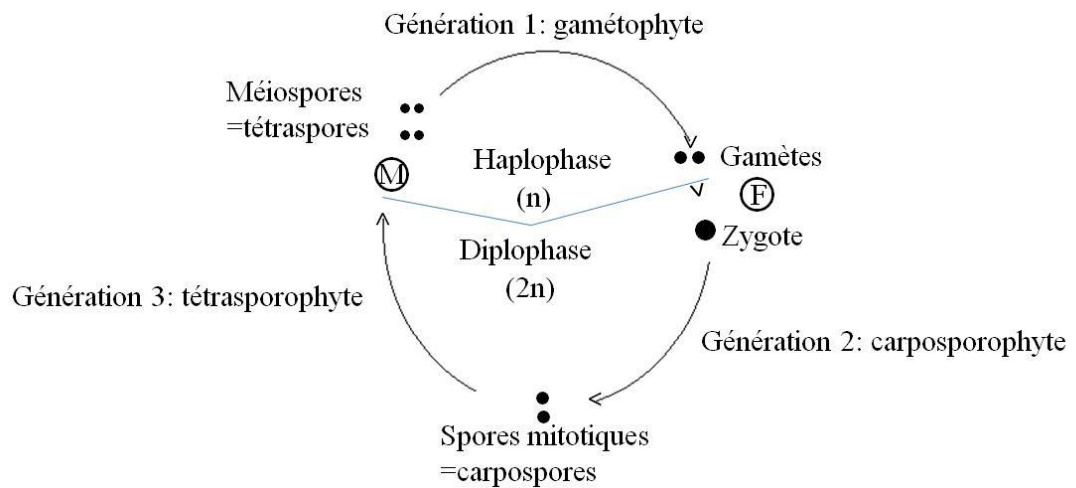 Génération 1: gamétophyte
Méiospores
=tétraspores
M
Haplophase
(n)
Gamètes
F
Zygote
Diplophase
(2n)
Génération 3: tétrasporophyte
Génération 2: carposporophyte
Spores mitotiques
=carpospores